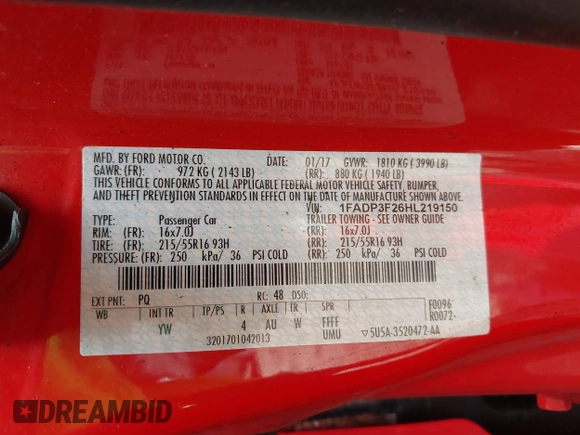 MFD. BY FORD MOTOR CO.
DATE: 01/17 GVWR: 1810 KG ( 3990 LB)
GAWR: (FR): 972 KG ( 2143 LB) (RR): 880 KG ( 1940 LB)
THIS VEHICLE CONFORMS TO ALL APPLICABLE FEDERAL MOTOR VEHICLE SAFETY, BUMPER,
AND THEFT PREVENTION STANDARDS IN EFFECT ON THE DATE OF MANUFACTURE SHOWN ABOVE.
VIN: 1FADP3F26HL219150
TYPE: Passenger Car TRAILER TOWING - SEE OWNER GUIDE
RIM: (FR): 16x7.0J (RR): 16x7.0J
TIRE: (FR): 215/55R16 93H (RR): 215/55R16 93H
PRESSURE: (FR): 250 kPa/ 36 PSI COLD (RR): 250 kPa/ 36 PSI COLD
EXT PNT: PQ RC: 48 DSO: F0096
WB INT TR TP/PS R AXLE TR SPR R0072-
YW 4 AU W FFFF
3201701042013 UMU ▽5U5A-3520472-AA
DREAMBID